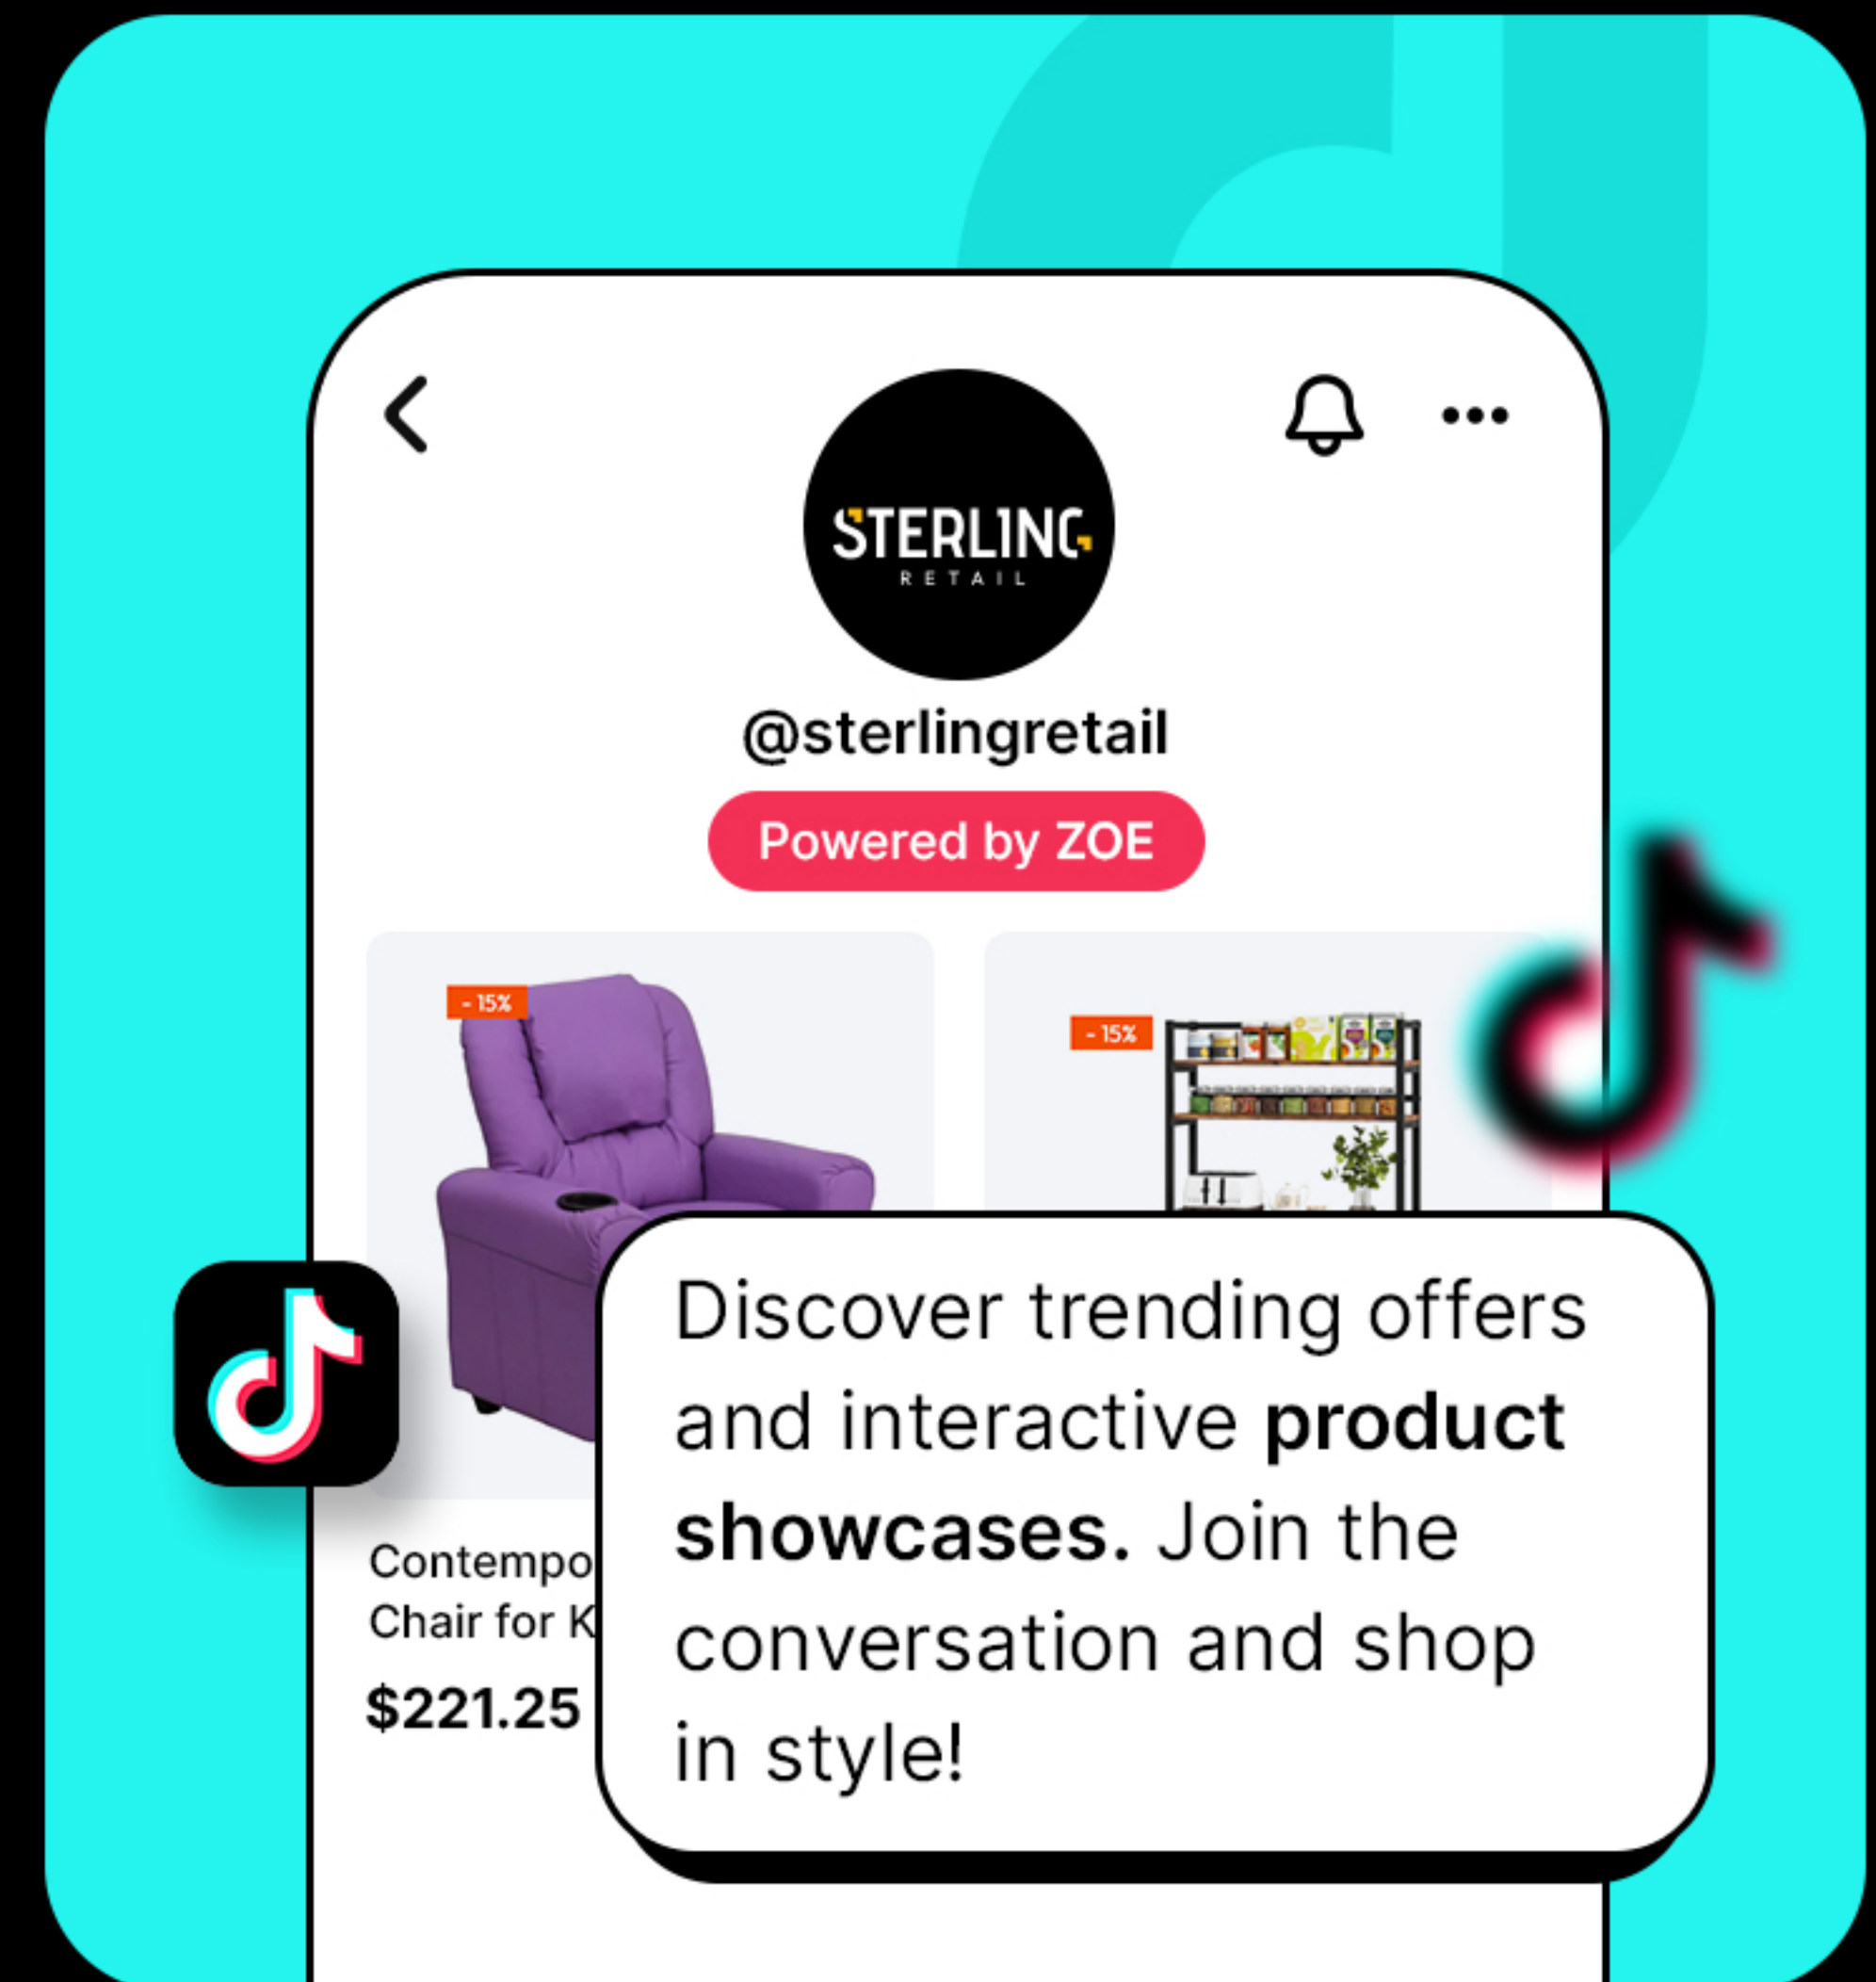 STERLING
RETAIL
@sterlingretail
Powered by ZOE
- 15%
- 15%
Discover trending offers
and interactive product
showcases. Join the
conversation and shop
in style!
Contempo
Chair for K
$221.25